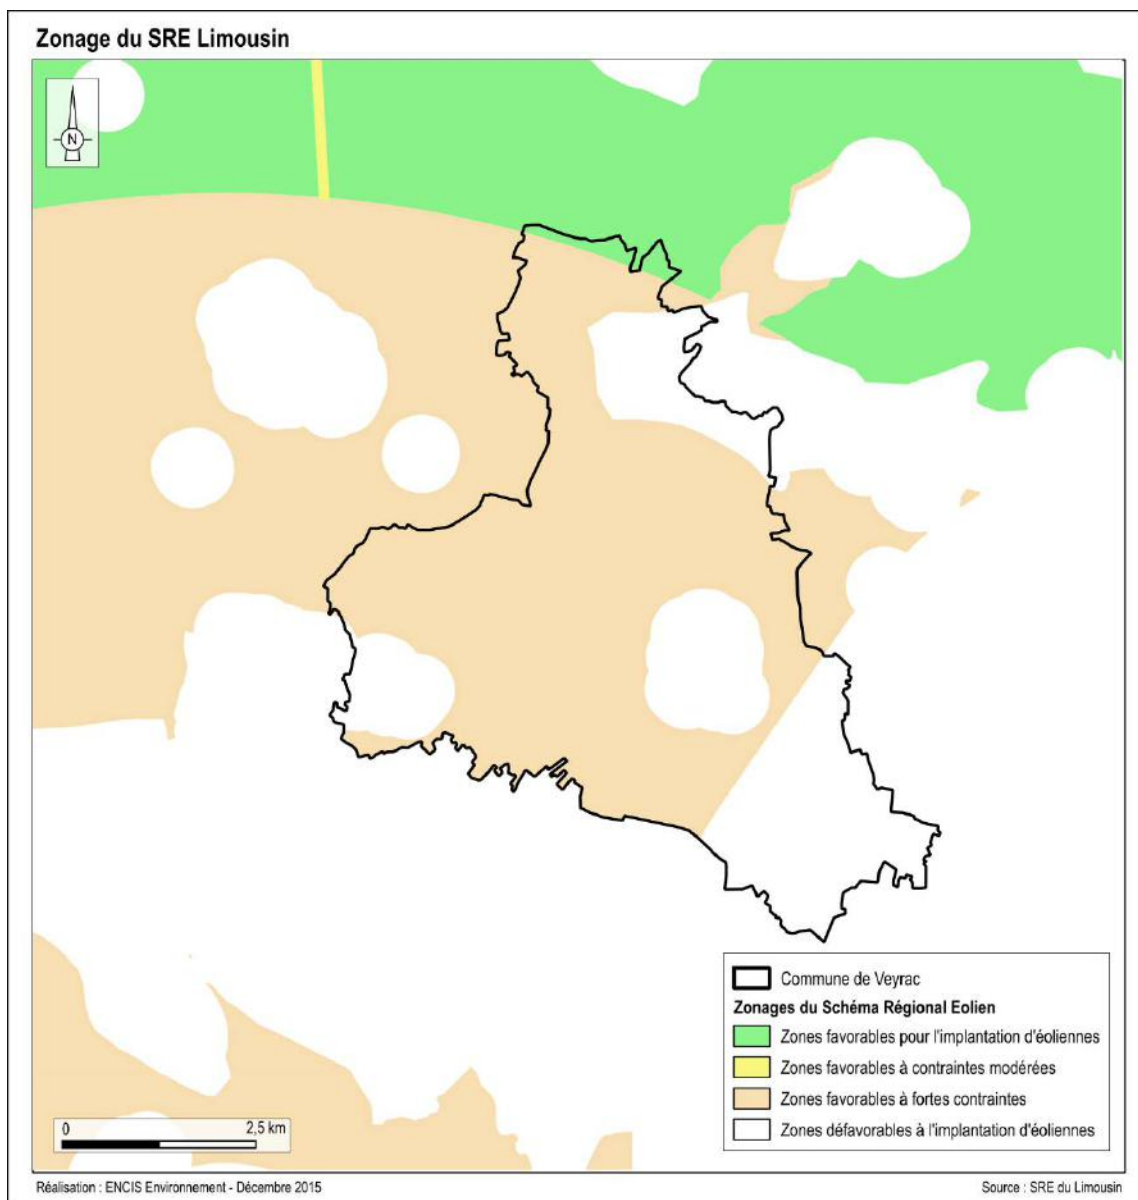 Zonage du SRE Limousin
N
Commune de Veyrac
Zonages du Schéma Régional Eolien
Zones favorables pour l'implantation d'éoliennes
Zones favorables à contraintes modérées
Zones favorables à fortes contraintes
Zones défavorables à l'implantation d'éoliennes
0 2,5 km
Réalisation : ENCIS Environnement - Décembre 2015 Source : SRE du Limousin